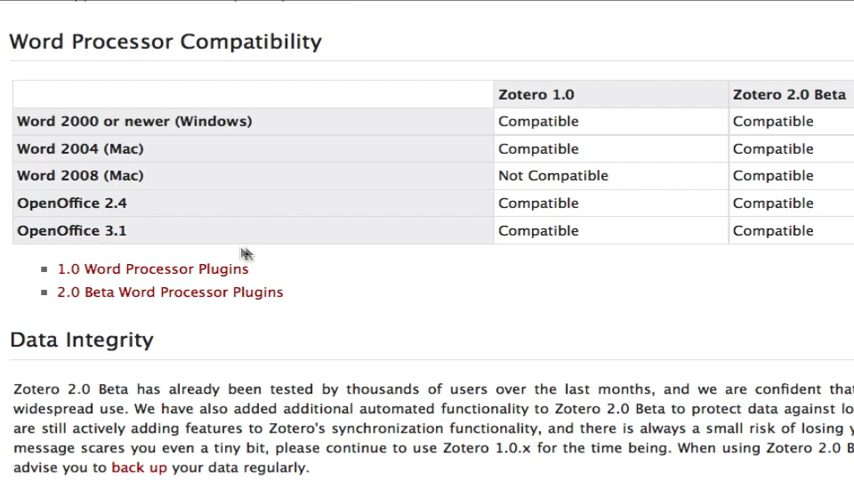 Word Processor Compatibility
Zotero 1.0 Zotero 2.0 Beta
Word 2000 or newer (Windows) Compatible Compatible
Word 2004 (Mac) Compatible Compatible
Word 2008 (Mac) Not Compatible Compatible
OpenOffice 2.4 Compatible Compatible
OpenOffice 3.1 Compatible Compatible
1.0 Word Processor Plugins
2.0 Beta Word Processor Plugins
Data Integrity
Zotero 2.0 Beta has already been tested by thousands of users over the last months, and we are confident that
widespread use. We have also added additional automated functionality to Zotero 2.0 Beta to protect data against
are still actively adding features to Zotero's synchronization functionality, and there is always a small risk of losing
message scares you even a tiny bit, please continue to use Zotero 1.0.x for the time being. When using Zotero 2.0
advise you to back up your data regularly.